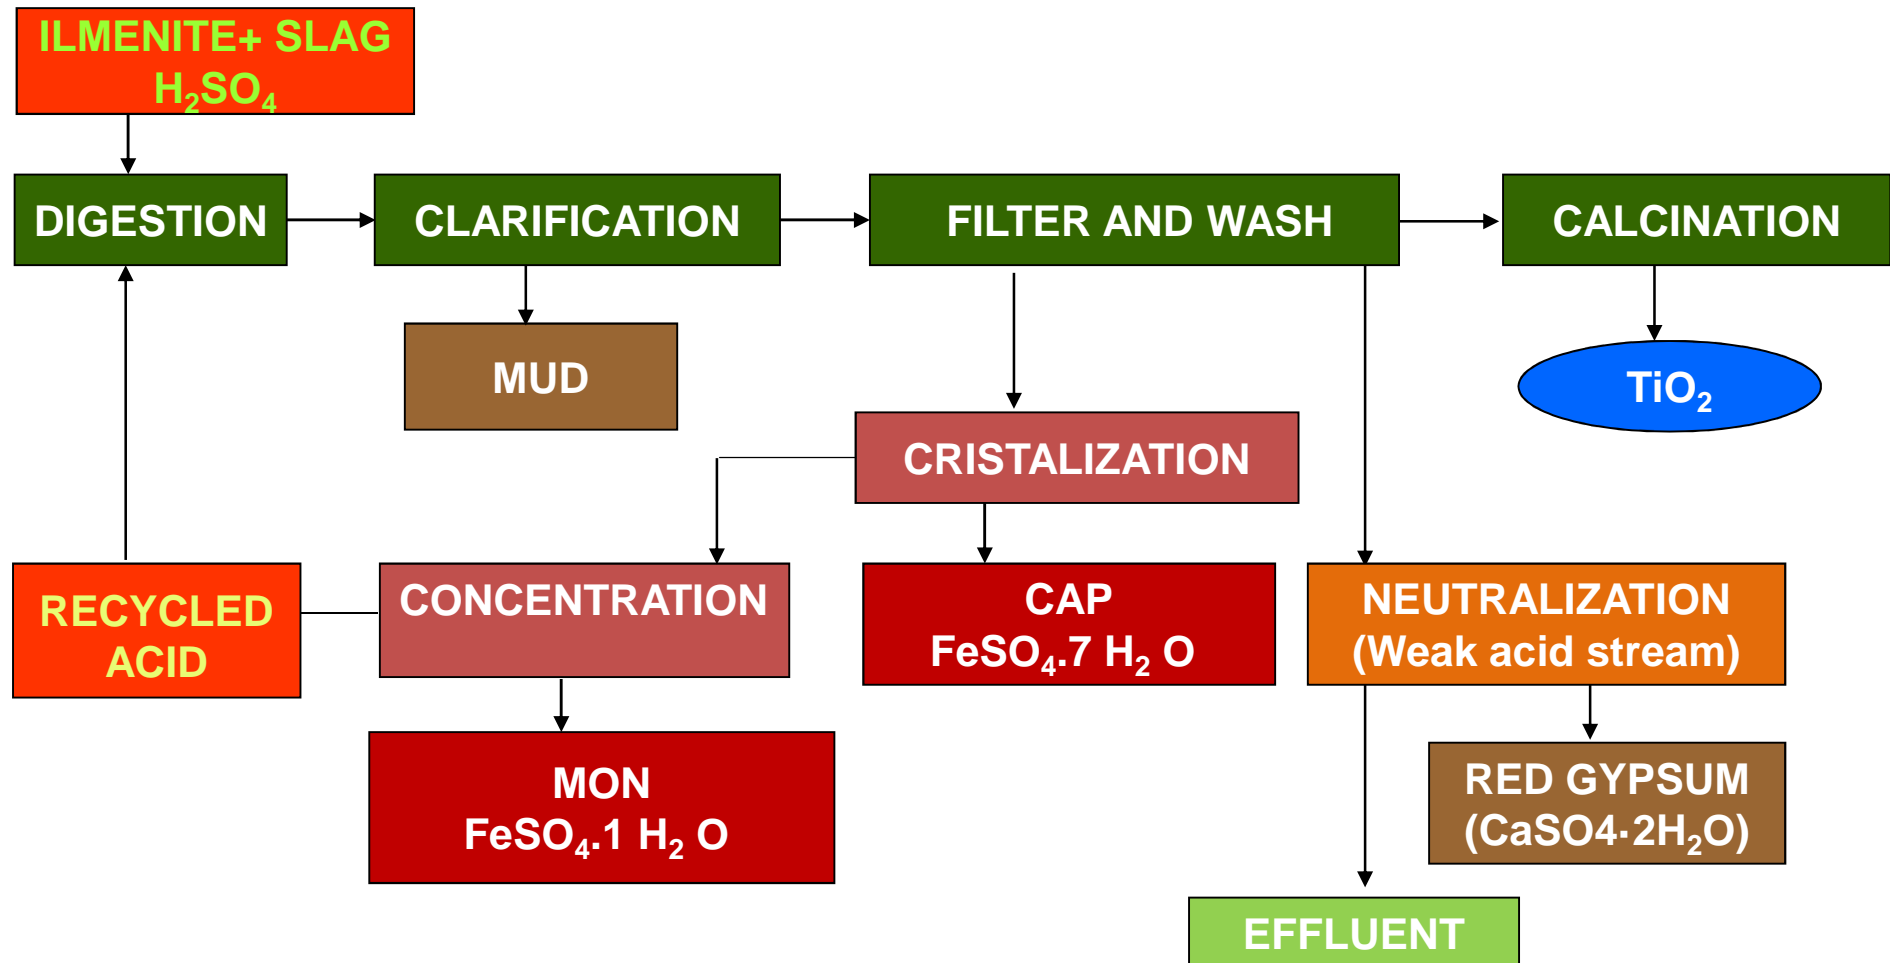 ILMENITE+ SLAG
H₂SO₄
DIGESTION
CLARIFICATION
FILTER AND WASH
CALCINATION
MUD
TiO₂
CRISTALIZATION
RECYCLED
ACID
CONCENTRATION
CAP
FeSO₄.7 H₂ O
NEUTRALIZATION
(Weak acid stream)
MON
FeSO₄.1 H₂ O
RED GYPSUM
(CaSO4·2H₂O)
EFFLUENT